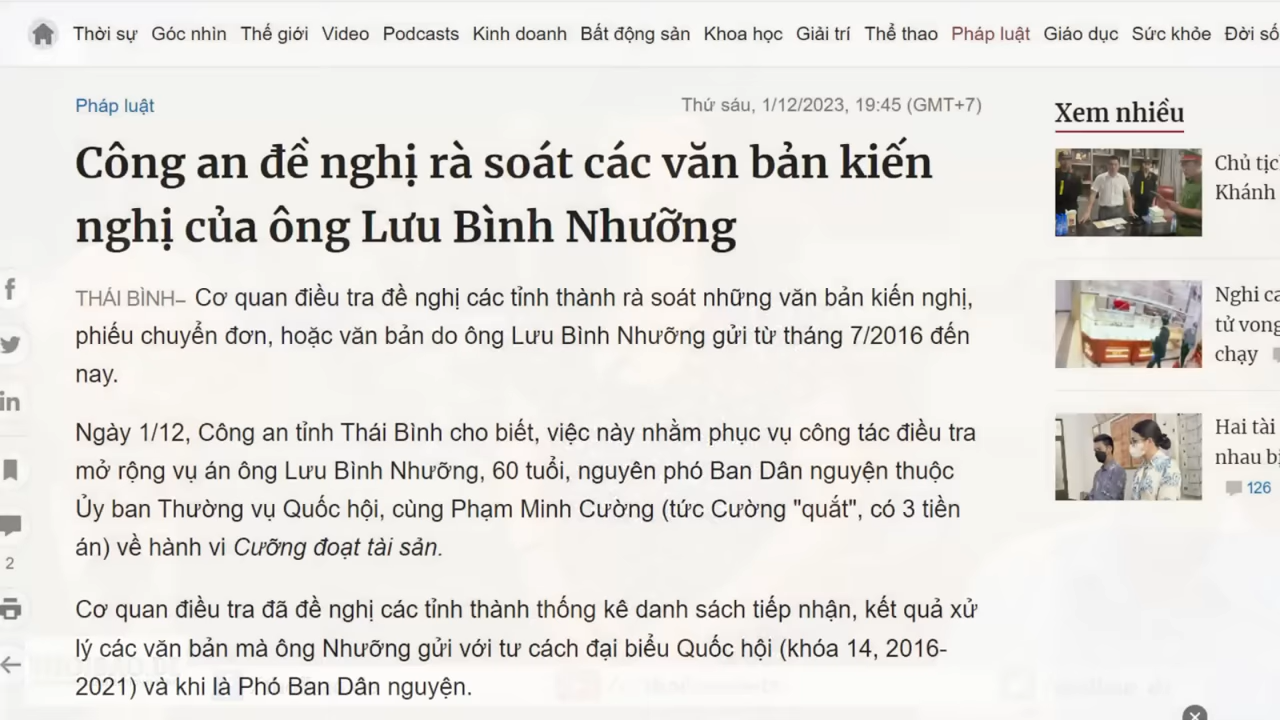 Thời sự Góc nhìn Thế giới Video Podcasts Kinh doanh Bất động sản Khoa học Giải trí Thể thao Pháp luật Giáo dục Sức khỏe Đời
Pháp luật
Thứ sáu, 1/12/2023, 19:45 (GMT+7)
Công an đề nghị rà soát các văn bản kiến
nghị của ông Lưu Bình Nhưỡng
THÁI BÌNH– Cơ quan điều tra đề nghị các tỉnh thành rà soát những văn bản kiến nghị,
phiếu chuyển đơn, hoặc văn bản do ông Lưu Bình Nhưỡng gửi từ tháng 7/2016 đến
nay.
Ngày 1/12, Công an tỉnh Thái Bình cho biết, việc này nhằm phục vụ công tác điều tra
mở rộng vụ án ông Lưu Bình Nhưỡng, 60 tuổi, nguyên phó Ban Dân nguyện thuộc
Ủy ban Thường vụ Quốc hội, cùng Phạm Minh Cường (tức Cường "quắt", có 3 tiền
án) về hành vi Cưỡng đoạt tài sản.
Cơ quan điều tra đã đề nghị các tỉnh thành thống kê danh sách tiếp nhận, kết quả xử
lý các văn bản mà ông Nhưỡng gửi với tư cách đại biểu Quốc hội (khóa 14, 2016-
2021) và khi là Phó Ban Dân nguyện.
2
Xem nhiều
Chủ
Khánh
Nghi
tử vong
chạy
Hai tài
nhau
126